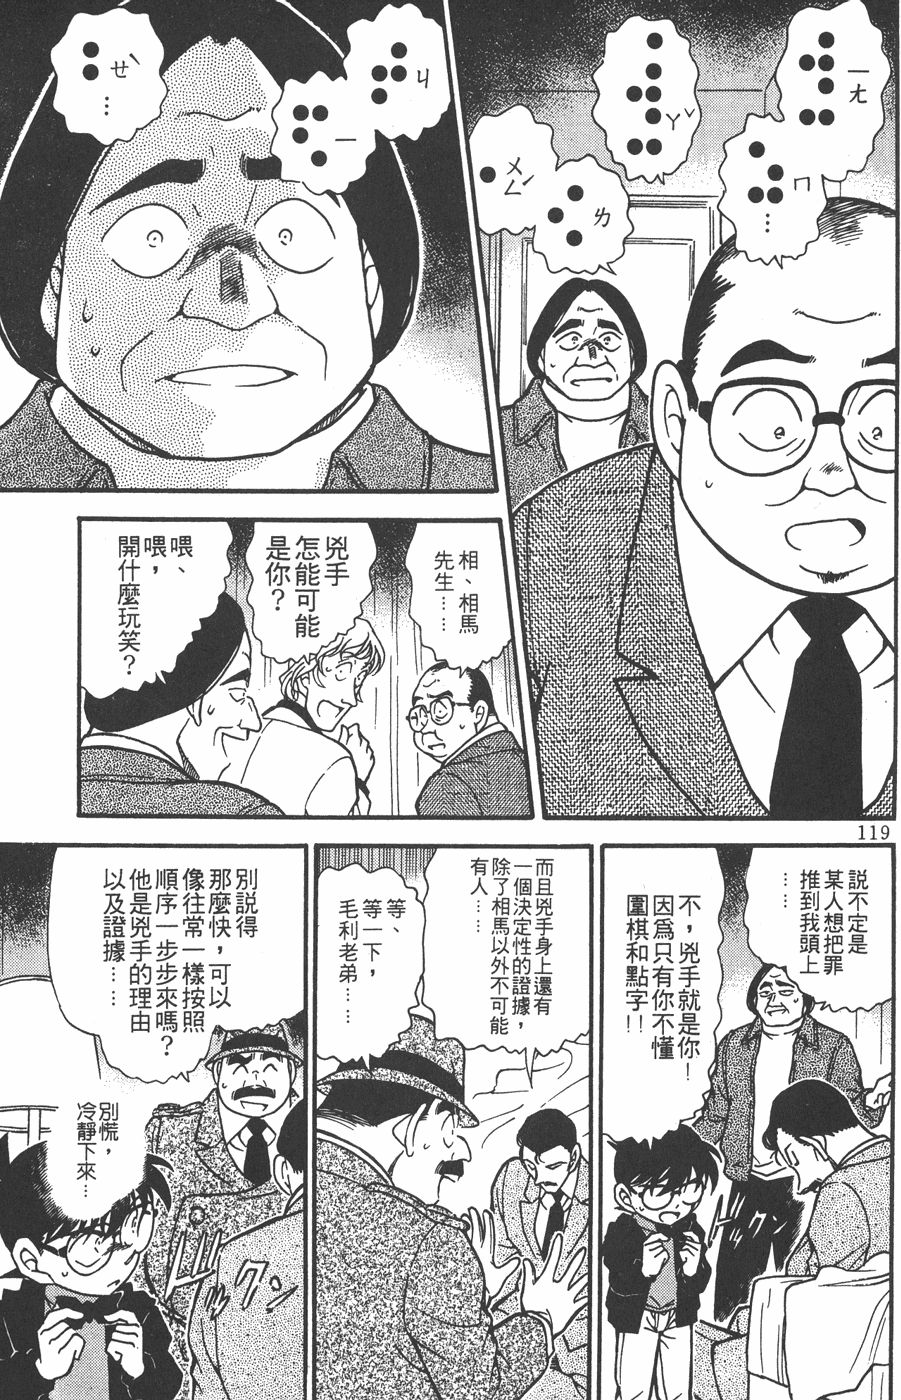 ㄧㄤ
ㄚˇ
ㄇ
…
ㄌ
ㄨㄥˊ
ㄐ
ㄧ
ㄝˋ
…
相、相馬
先生……
兇手
怎能可能
是你？
喂、
喂，
開什麼玩笑？
119
說不定是
某人想把罪
推到我頭上
……
不，兇手就是你！
因爲只有你不懂
圍棋和點字!!
而且兇手身上還有
一個決定性的證據，
除了相馬以外不可能
有人……
等、
等一下，
毛利老弟……
別說得
那麼快，可以
像往常一樣按照
順序一步步來嗎？
他是兇手的理由
以及證據……
別慌，
冷靜下來…